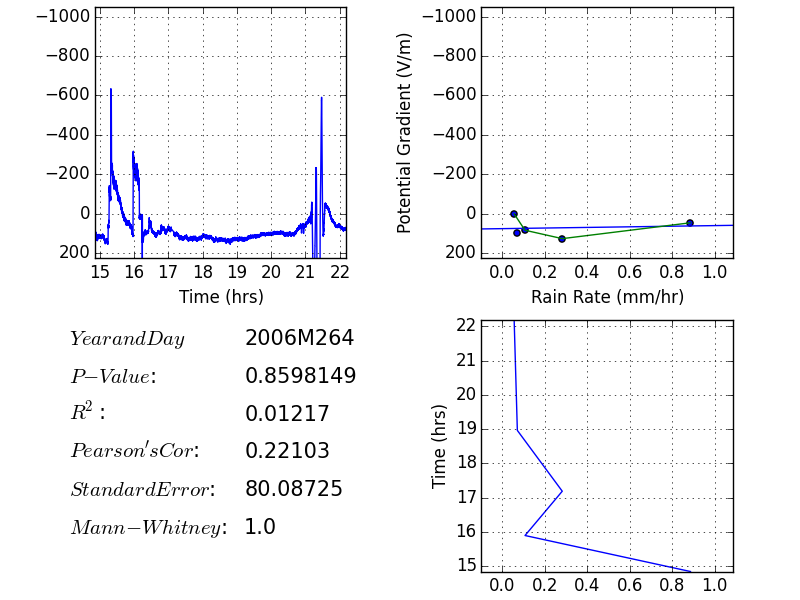 −1000
−800
−600
−400
−200
0
200
15 16 17 18 19 20 21 22
Time (hrs)
Potential Gradient (V/m)
−1000
−800
−600
−400
−200
0
200
0.0 0.2 0.4 0.6 0.8 1.0
Rain Rate (mm/hr)
YearandDay 2006M264
P−Value: 0.8598149
R²: 0.01217
Pearson'sCor: 0.22103
StandardError: 80.08725
Mann−Whitney: 1.0
Time (hrs)
22
21
20
19
18
17
16
15
0.0 0.2 0.4 0.6 0.8 1.0